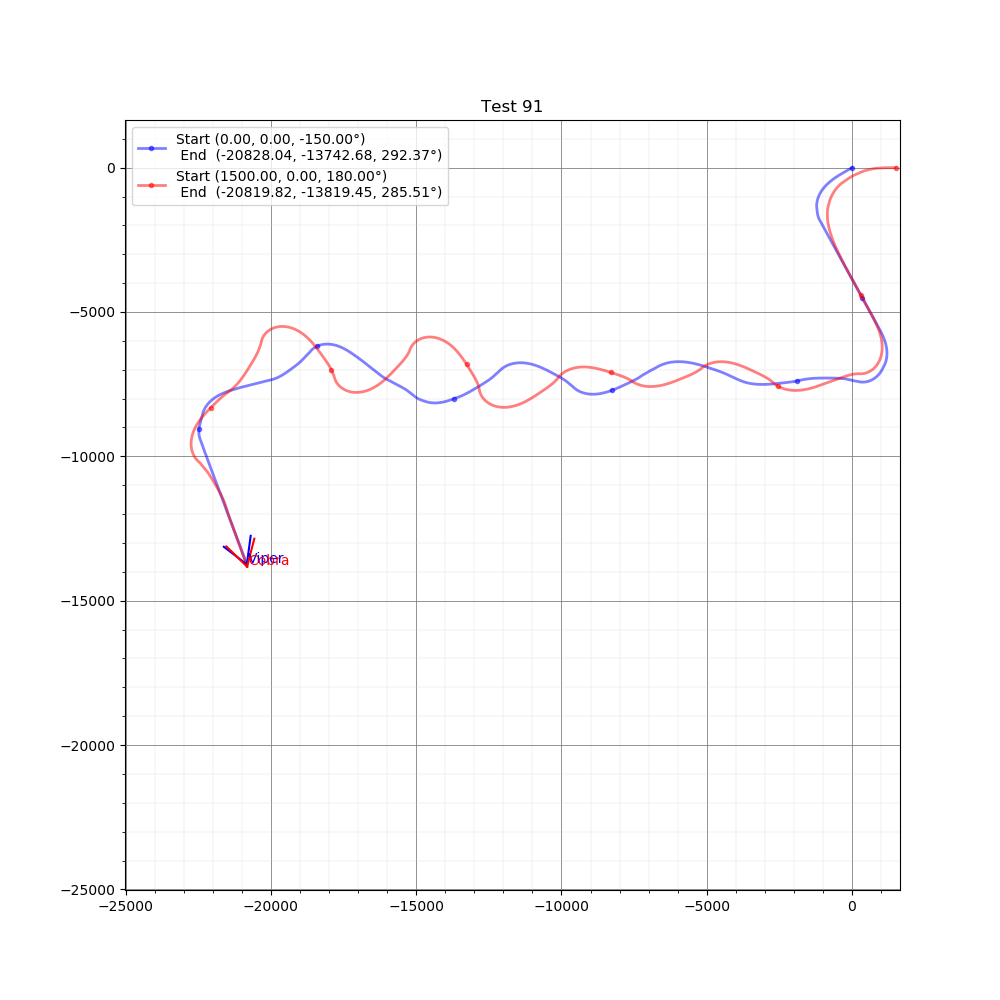 Test 91
Start (0.00, 0.00, -150.00°)
End (-20828.04, -13742.68, 292.37°)
Start (1500.00, 0.00, 180.00°)
End (-20819.82, -13819.45, 285.51°)
0
−5000
−10000
−15000
−20000
−25000
Viper
Cobra
−25000 −20000 −15000 −10000 −5000 0